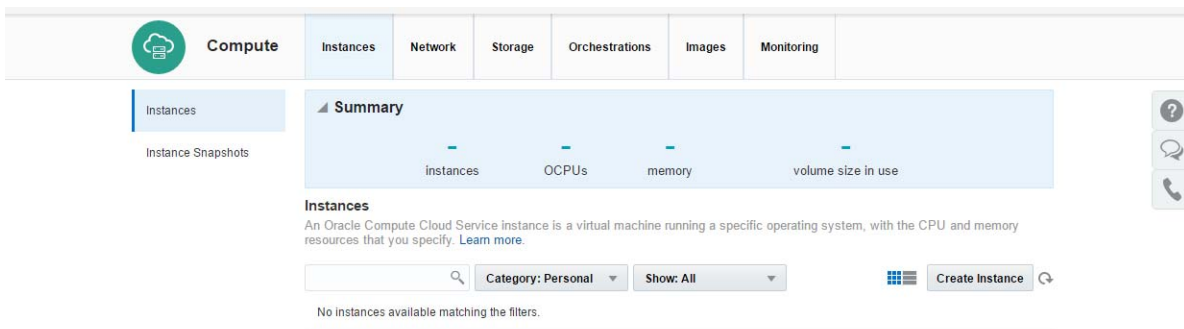 Compute
Instances
Network
Storage
Orchestrations
Images
Monitoring
Instances
Instance Snapshots
Summary
- - - -
instances OCPUs memory volume size in use
Instances
An Oracle Compute Cloud Service instance is a virtual machine running a specific operating system, with the CPU and memory
resources that you specify. Learn more.
Category: Personal Show: All Create Instance
No instances available matching the filters.